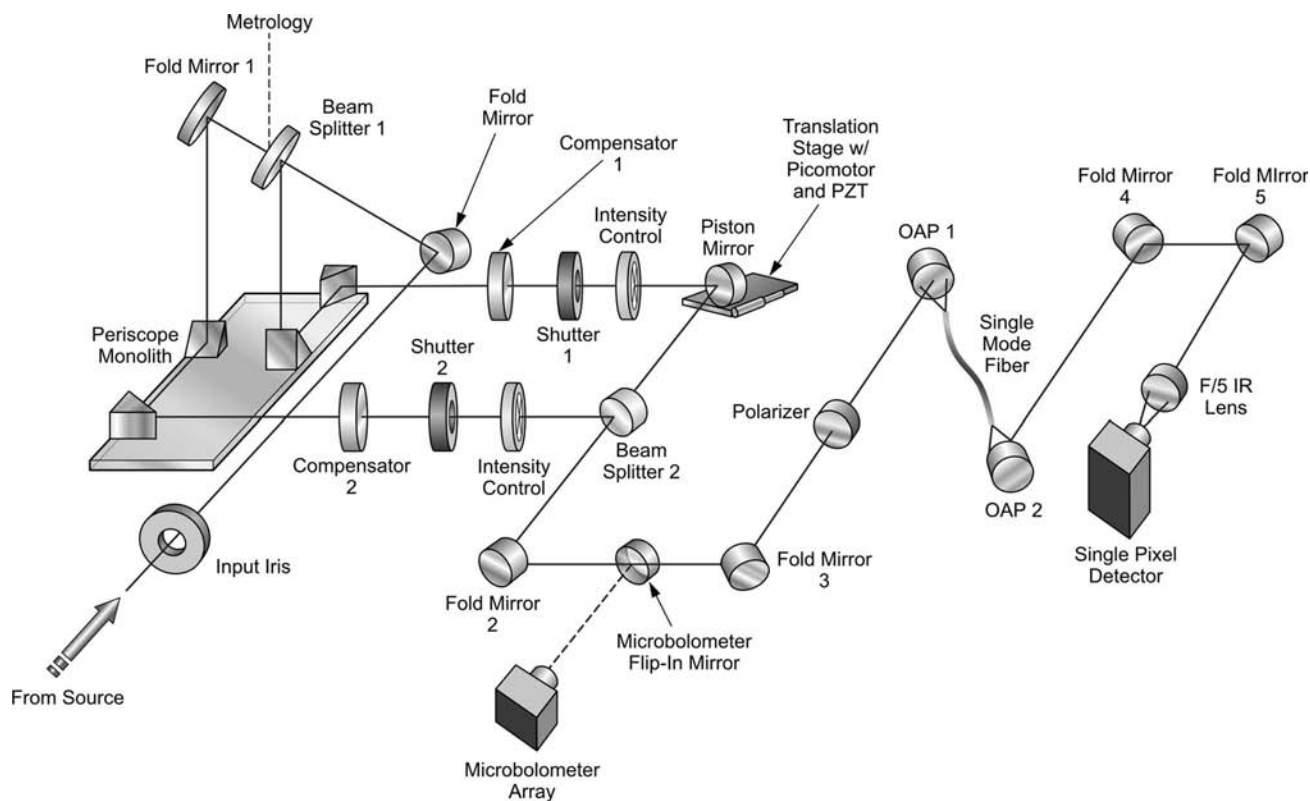 Metrology
Fold Mirror 1
Beam
Splitter 1
Fold
Mirror
Compensator
1
Translation
Stage w/
Picomotor
and PZT
Intensity
Control
Piston
Mirror
OAP 1
Fold Mirror
4
Fold MIrror
5
Periscope
Monolith
Shutter
2
Shutter
1
Single
Mode
Fiber
F/5 IR
Lens
Polarizer
Compensator
2
Intensity
Control
Beam
Splitter 2
OAP 2
Single Pixel
Detector
Input Iris
Fold Mirror
2
Fold Mirror
3
Microbolometer
Flip-In Mirror
From Source
Microbolometer
Array